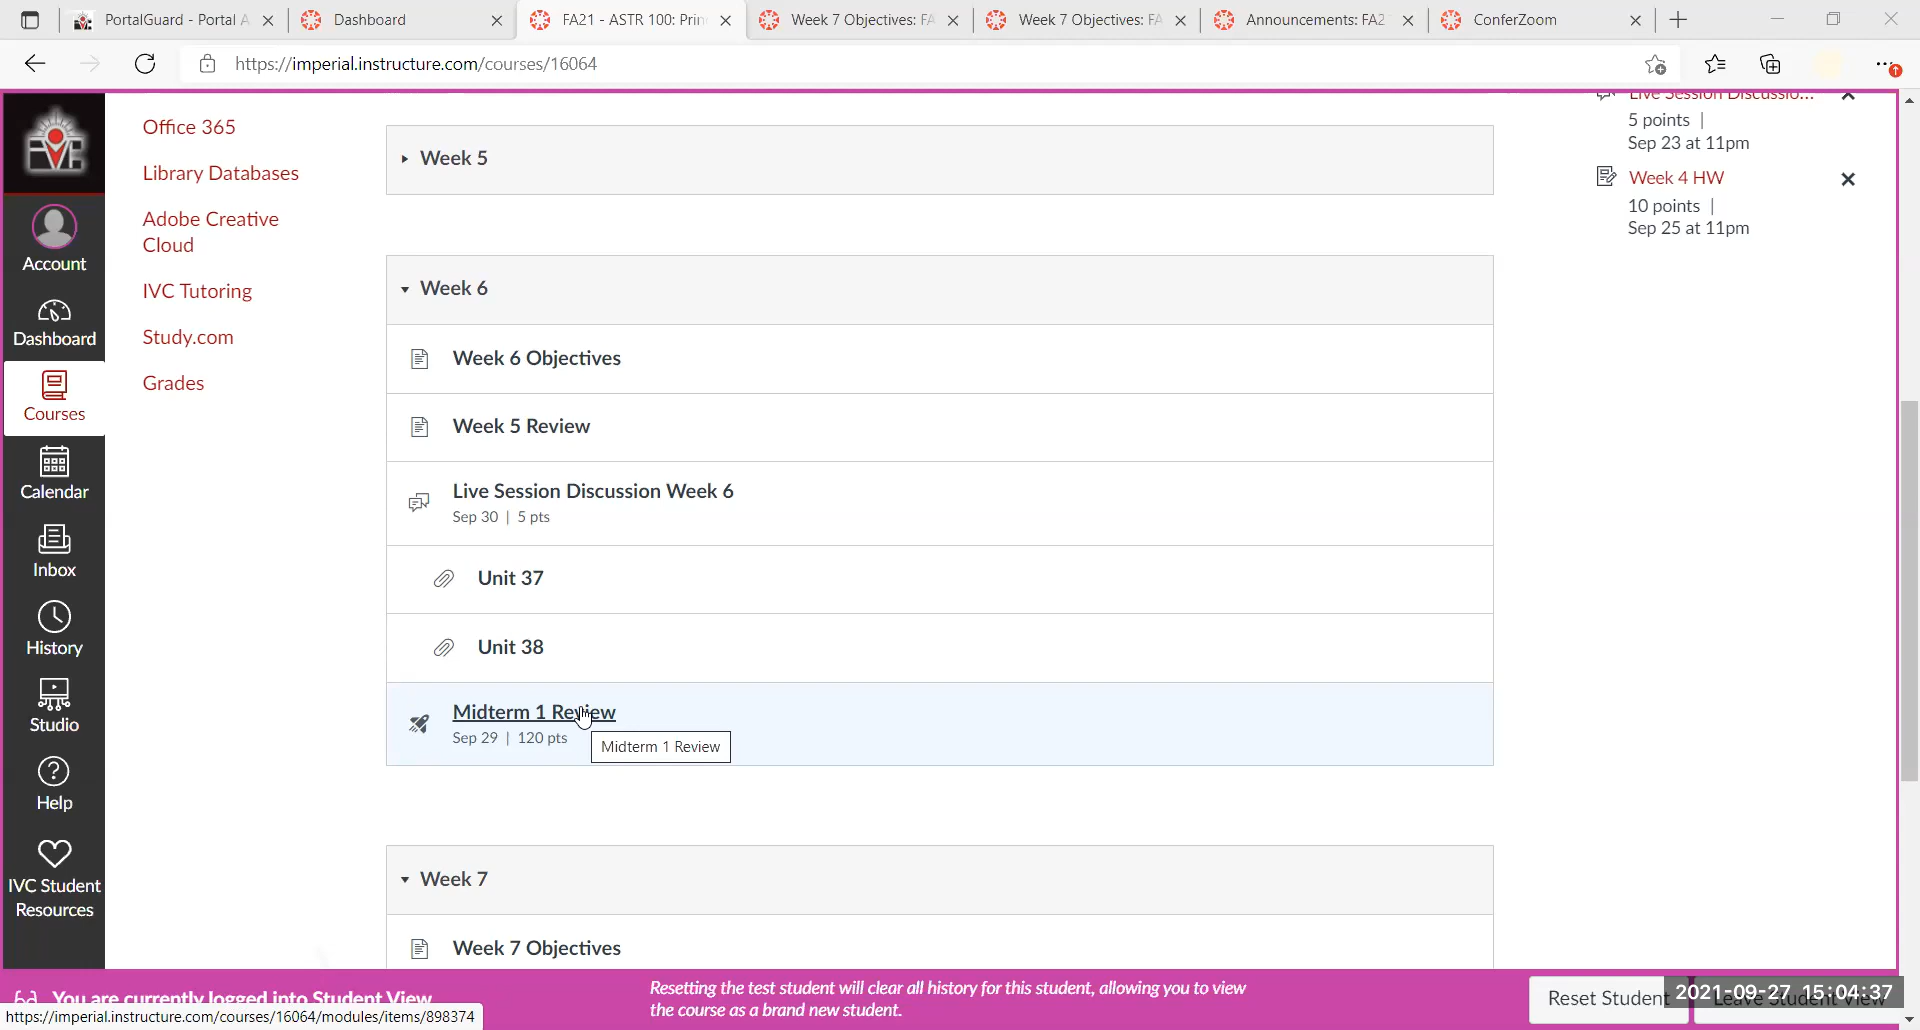 PortalGuard - Portal A
Dashboard
FA21 - ASTR 100: Prin
Week 7 Objectives: FA
Week 7 Objectives: FA
Announcements: FA2
ConferZoom
https://imperial.instructure.com/courses/16064
Account
Dashboard
Courses
Calendar
Inbox
History
Studio
Help
IVC Student
Resources
Office 365
Library Databases
Adobe Creative
Cloud
IVC Tutoring
Study.com
Grades
Week 5
Week 6
Week 6 Objectives
Week 5 Review
Live Session Discussion Week 6
Sep 30 | 5 pts
Unit 37
Unit 38
Midterm 1 Review
Sep 29 | 120 pts
Midterm 1 Review
Week 7
Week 7 Objectives
Live Session Discussio...
5 points |
Sep 23 at 11pm
Week 4 HW
10 points |
Sep 25 at 11pm
You are currently logged into Student View
Resetting the test student will clear all history for this student, allowing you to view
the course as a brand new student.
Reset Student
Leave Student View
2021-09-27 15:04:37
https://imperial.instructure.com/courses/16064/modules/items/898374